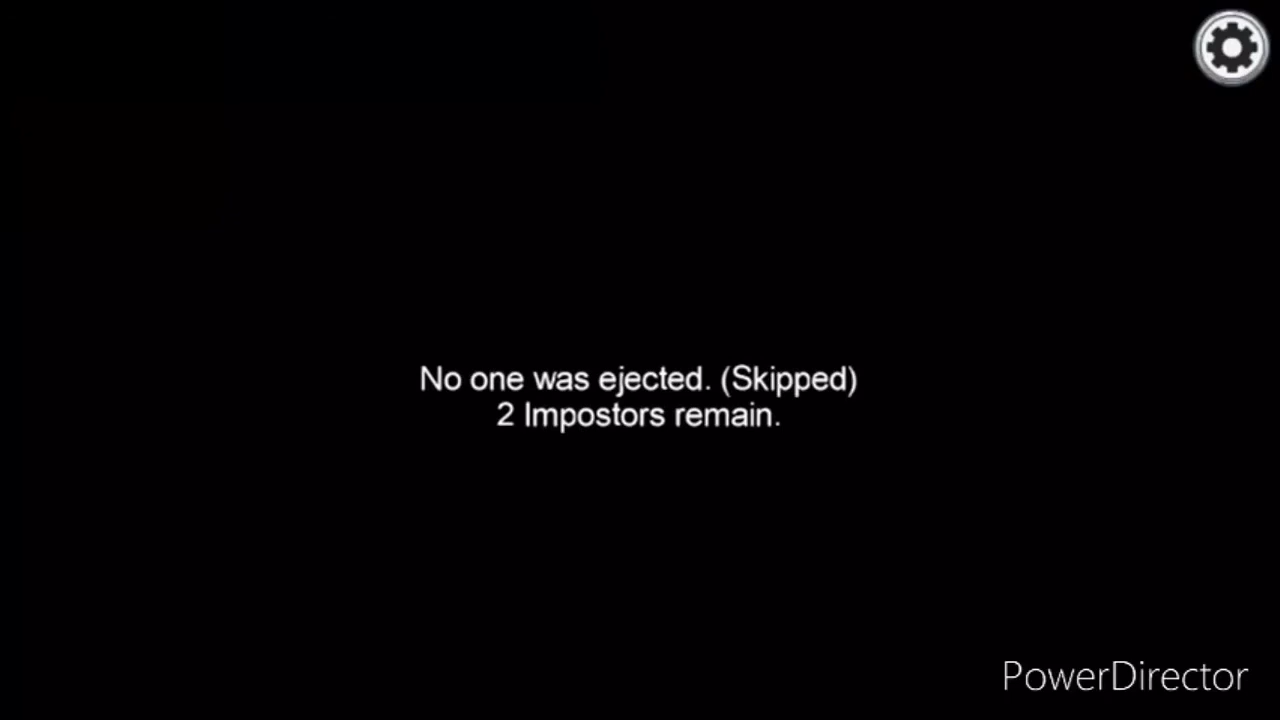 No one was ejected. (Skipped)
2 Impostors remain.
PowerDirector